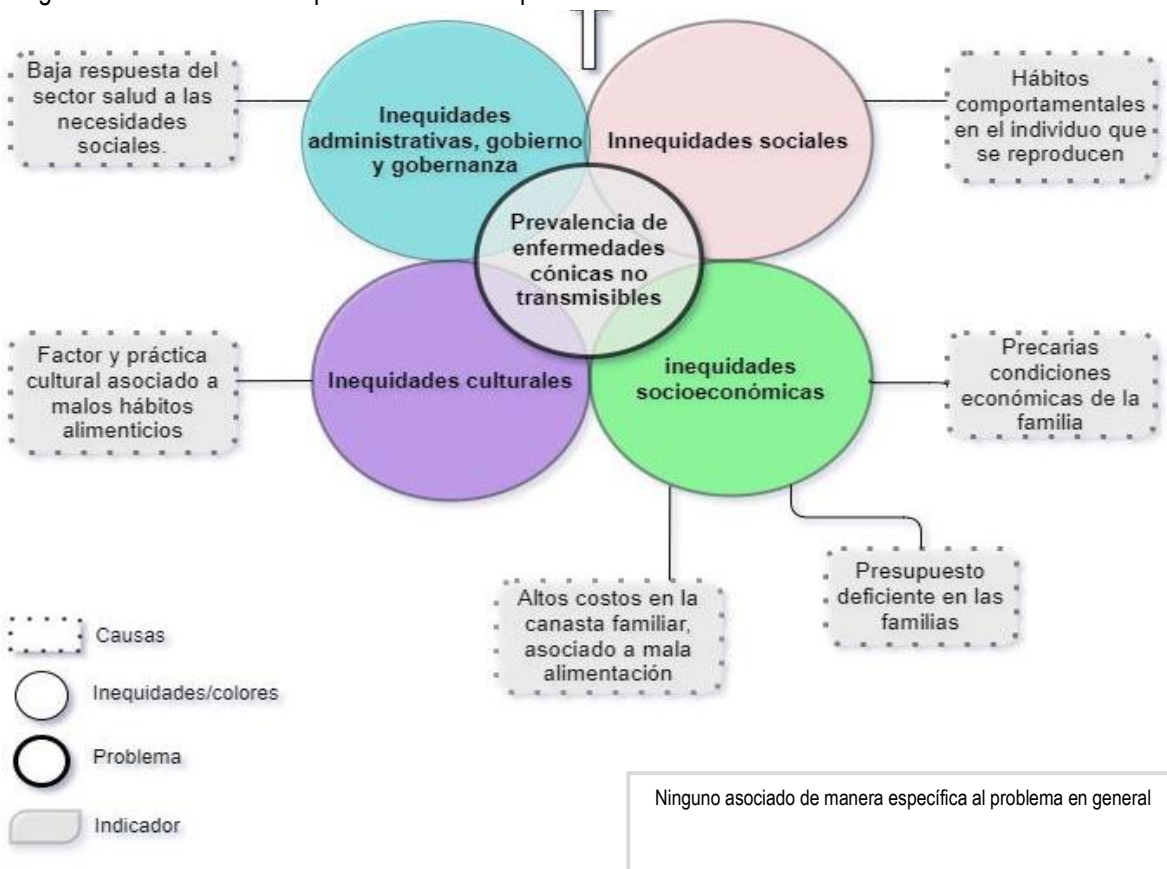 Baja respuesta del
sector salud a las
necesidades
sociales.
Inequidades
administrativas, gobierno
y gobernanza
Innequidades sociales
Hábitos
comportamentales
en el individuo que
se reproducen
Prevalencia de
enfermedades
cónicas no
transmisibles
Factor y práctica
cultural asociado a
malos hábitos
alimenticios
Inequidades culturales
inequidades
socioeconómicas
Precarias
condiciones
económicas de la
familia
Altos costos en la
canasta familiar,
asociado a mala
alimentación
Presupuesto
deficiente en las
familias
Causas
Inequidades/colores
Problema
Indicador
Ninguno asociado de manera específica al problema en general